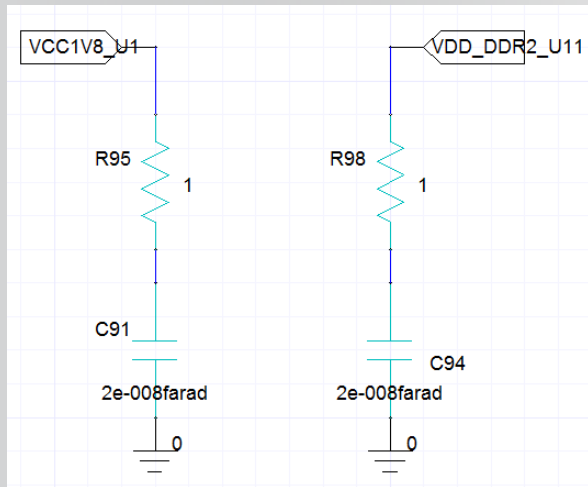 VCC1V8_U1
VDD_DDR2_U11
R95
1
R98
1
C91
2e-008farad
C94
2e-008farad
0
0